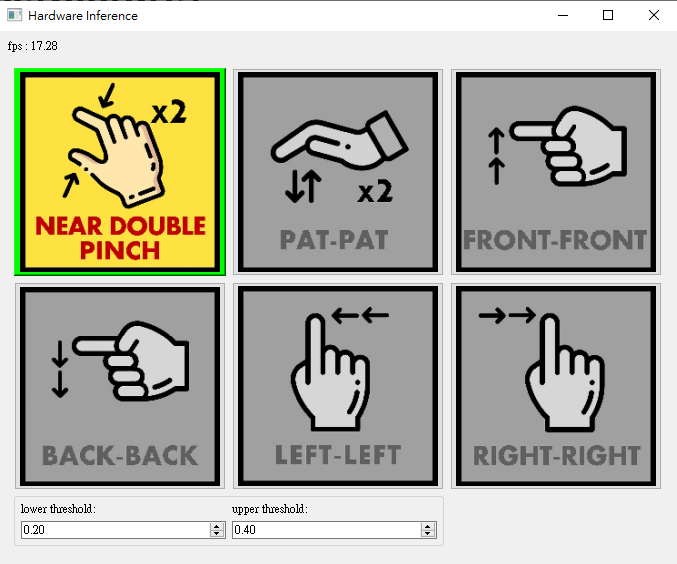 Hardware Inference
fps : 17.28
x2
NEAR DOUBLE
PINCH
x2
PAT-PAT
FRONT-FRONT
BACK-BACK
LEFT-LEFT
RIGHT-RIGHT
lower threshold:
upper threshold:
0.20
0.40